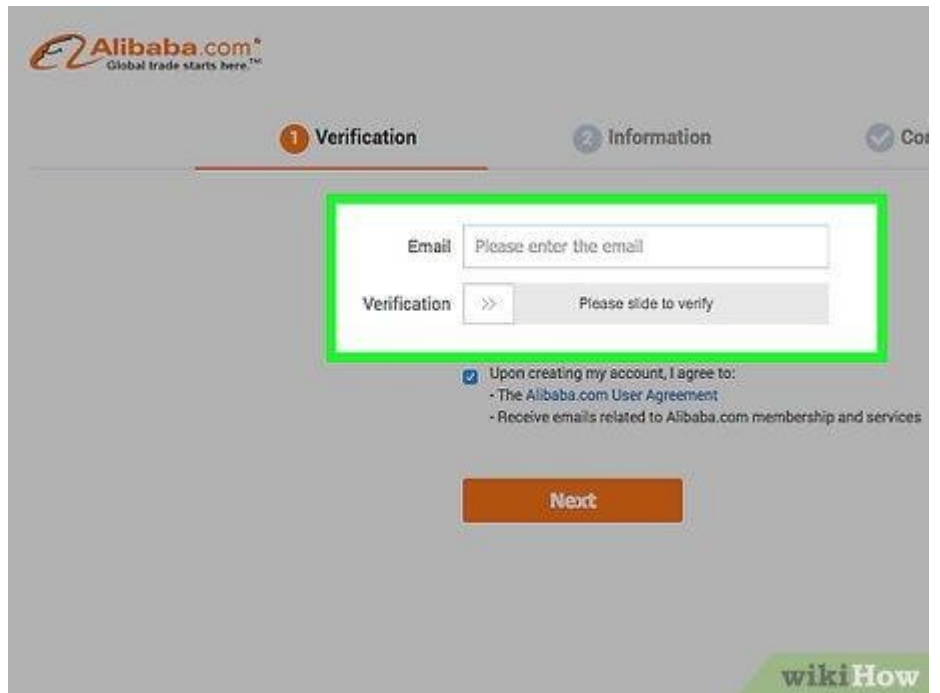 Alibaba.com®
Global trade starts here.™
1 Verification
2 Information
Email Please enter the email
Verification >> Please slide to verify
Upon creating my account, I agree to:
- The Alibaba.com User Agreement
- Receive emails related to Alibaba.com membership and services
Next
wikiHow